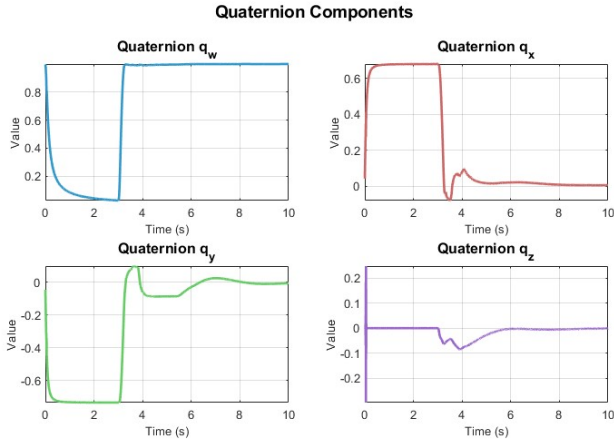 Quaternion Components
Quaternion q_w
Quaternion q_x
Value
0.8
0.6
0.4
0.2
0 2 4 6 8 10
Time (s)
Value
0.6
0.4
0.2
0
0 2 4 6 8 10
Time (s)
Quaternion q_y
Quaternion q_z
Value
0
-0.2
-0.4
-0.6
0 2 4 6 8 10
Time (s)
Value
0.2
0.1
0
-0.1
-0.2
0 2 4 6 8 10
Time (s)